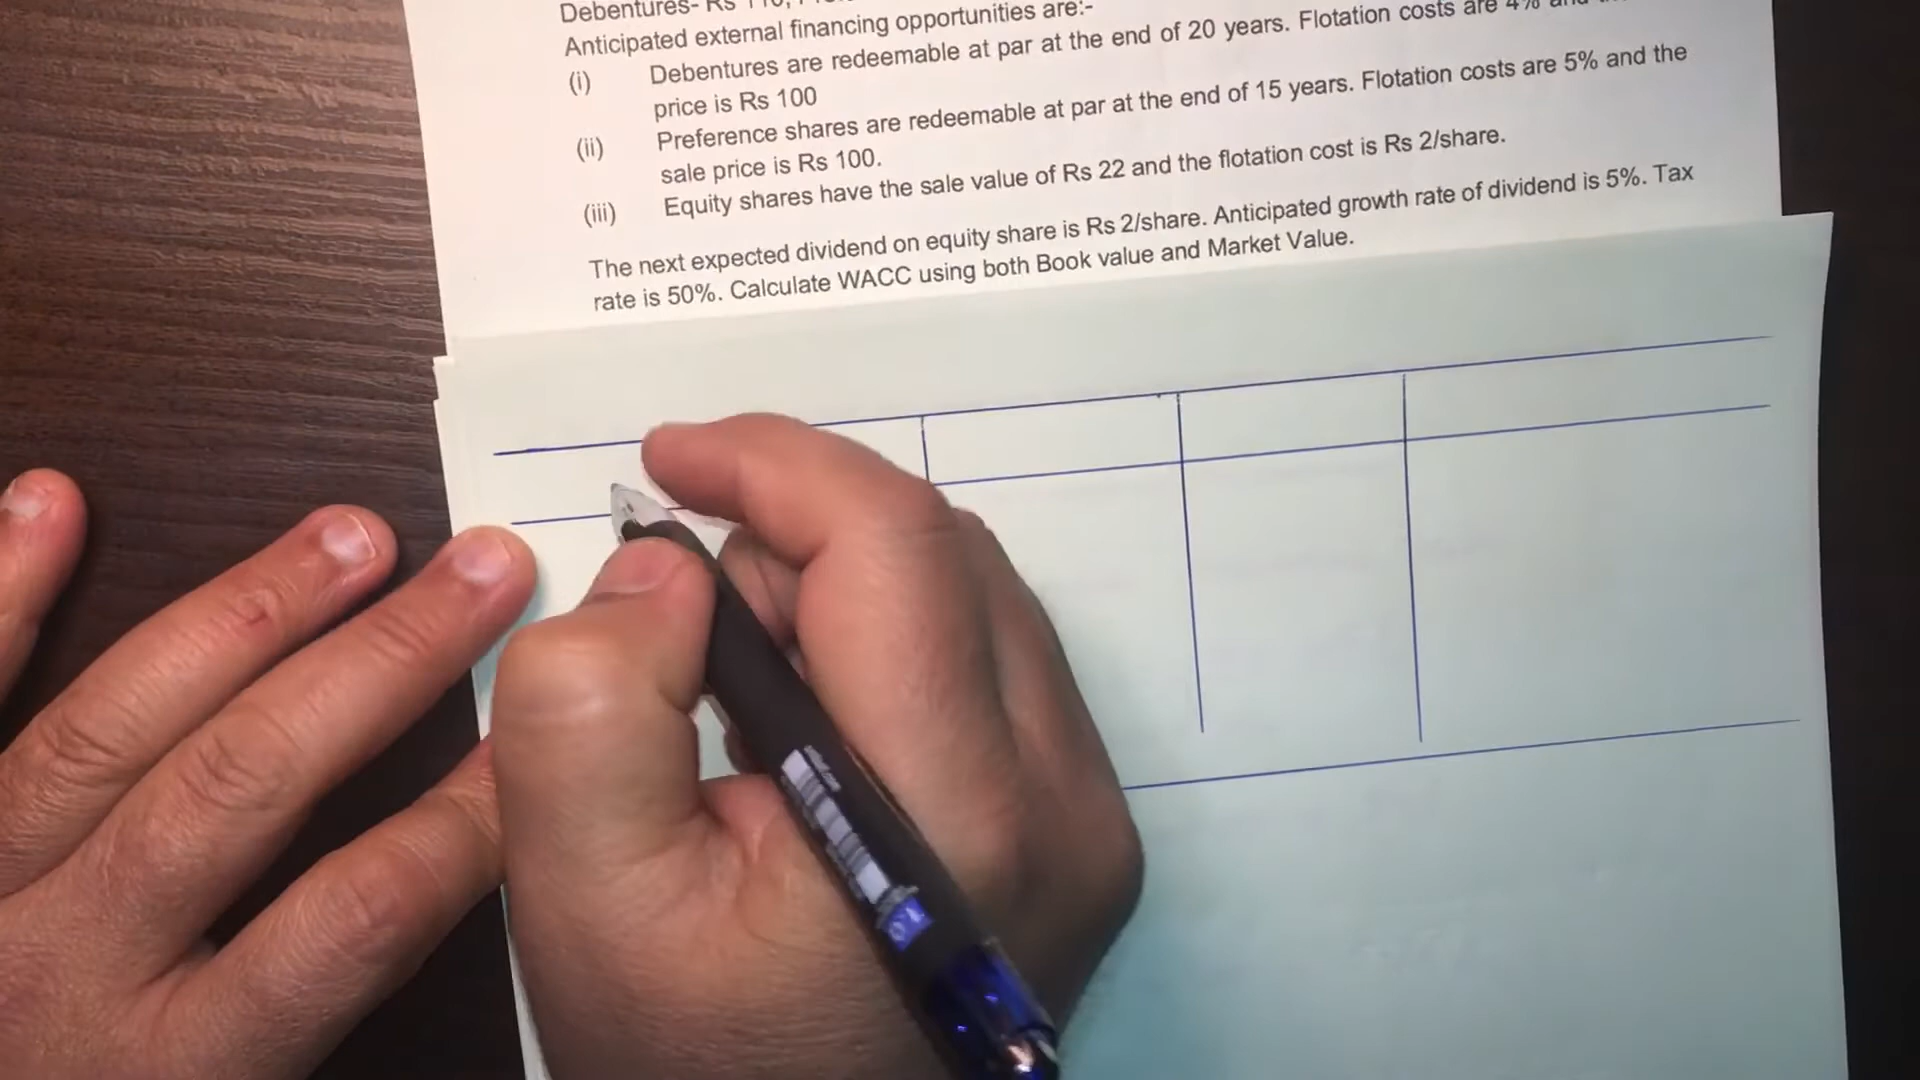 Debentures- Rs 110,
Anticipated external financing opportunities are:-
(i) Debentures are redeemable at par at the end of 20 years. Flotation costs are 4% and
price is Rs 100
(ii) Preference shares are redeemable at par at the end of 15 years. Flotation costs are 5% and the
sale price is Rs 100.
(iii) Equity shares have the sale value of Rs 22 and the flotation cost is Rs 2/share.
The next expected dividend on equity share is Rs 2/share. Anticipated growth rate of dividend is 5%. Tax
rate is 50%. Calculate WACC using both Book value and Market Value.